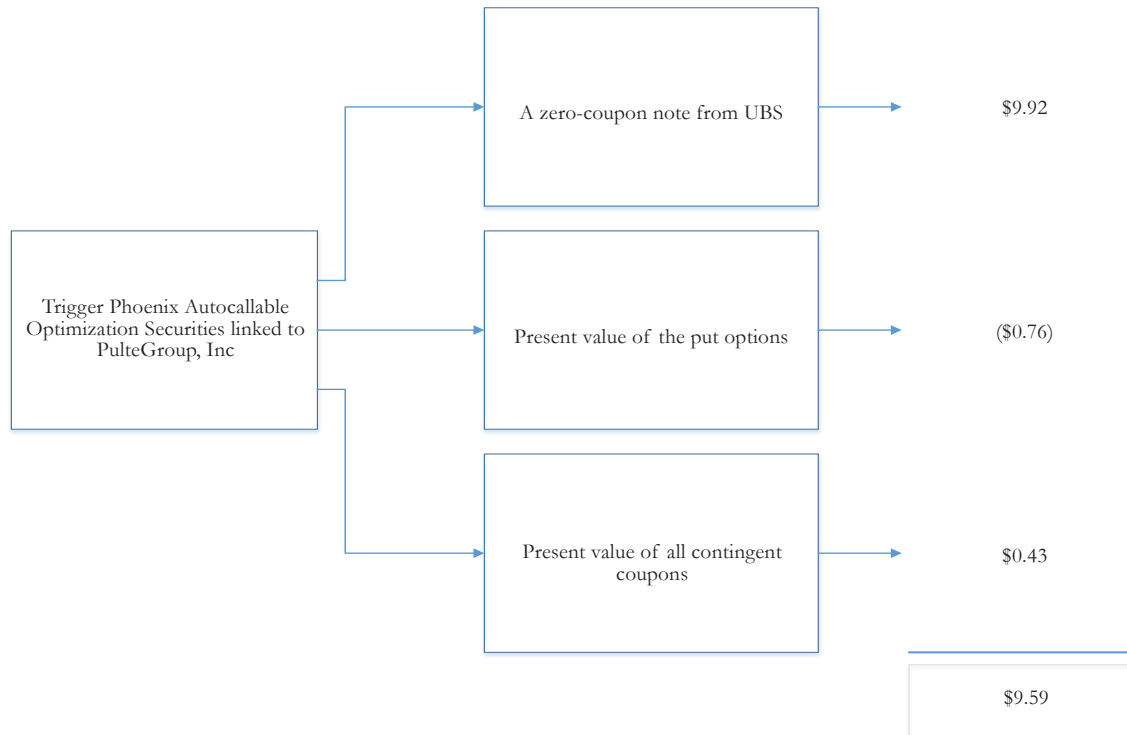 A zero-coupon note from UBS
$9.92
Trigger Phoenix Autocallable
Optimization Securities linked to
PulteGroup, Inc
Present value of the put options
($0.76)
Present value of all contingent
coupons
$0.43
$9.59